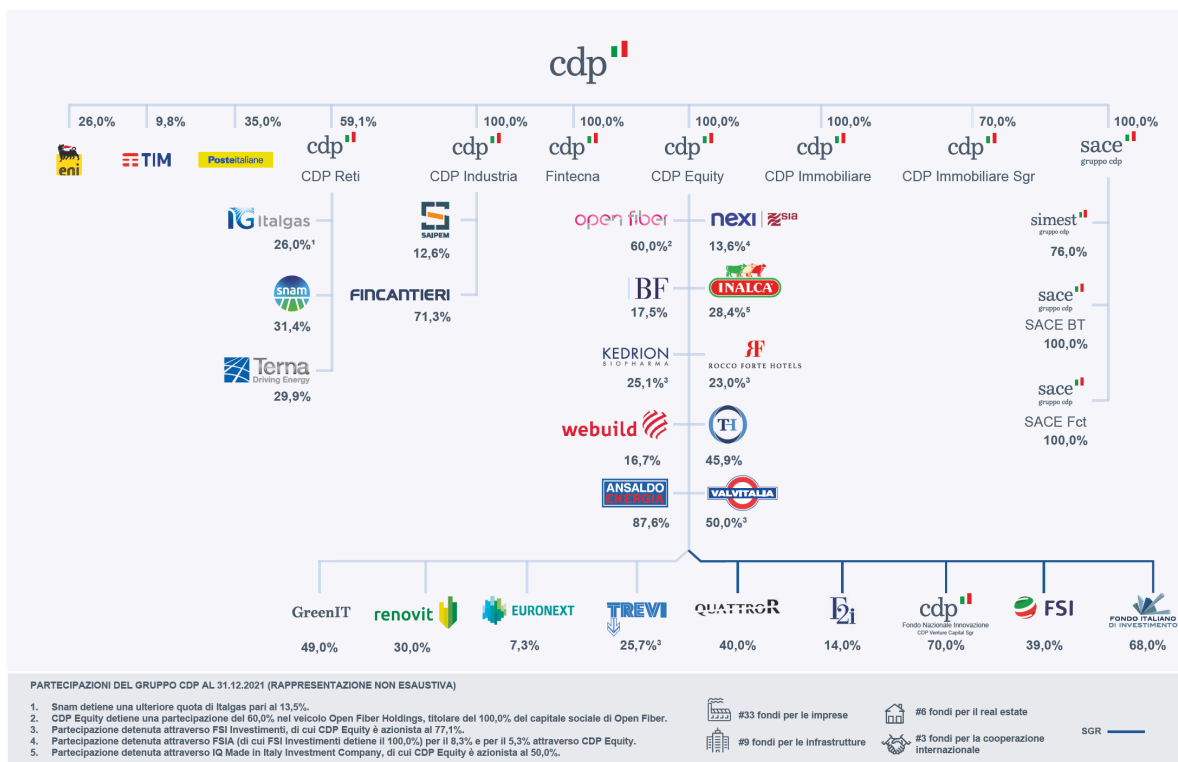 cdp
26,0%
9,8%
35,0%
59,1%
100,0%
100,0%
100,0%
100,0%
70,0%
100,0%
eni
TIM
Posteitaliane
cdp
CDP Reti
cdp
CDP Industria
cdp
Fintecna
cdp
CDP Equity
cdp
CDP Immobiliare
cdp
CDP Immobiliare Sgr
sace
gruppo cdp
IG Italgas
26,0%¹
snam
31,4%
Terna
Driving Energy
29,9%
SAIPEM
12,6%
FINCANTIERI
71,3%
open fiber
60,0%²
nexi sia
13,6%⁴
BF
17,5%
INALCA
28,4%⁵
KEDRION
BIOPHARMA
25,1%³
RF
ROCCO FORTE HOTELS
23,0%³
webuild
16,7%
TH
45,9%
ANSALDO
ENERGIA
87,6%
VALVITALIA
50,0%³
simest
gruppo cdp
76,0%
sace
gruppo cdp
SACE BT
100,0%
sace
gruppo cdp
SACE Fct
100,0%
GreenIT
49,0%
renovit
30,0%
EURONEXT
7,3%
TREVI
25,7%³
QUATTROR
40,0%
F2i
14,0%
cdp
Fondo Nazionale Innovazione
CDP Venture Capital Sgr
70,0%
FSI
39,0%
FONDO ITALIANO
DI INVESTIMENTO
68,0%
PARTECIPAZIONI DEL GRUPPO CDP AL 31.12.2021 (RAPPRESENTAZIONE NON ESAUSTIVA)
1. Snam detiene una ulteriore quota di Italgas pari al 13,5%.
2. CDP Equity detiene una partecipazione del 60,0% nel veicolo Open Fiber Holdings, titolare del 100,0% del capitale sociale di Open Fiber.
3. Partecipazione detenuta attraverso FSI Investimenti, di cui CDP Equity è azionista al 77,1%.
4. Partecipazione detenuta attraverso FSIA (di cui FSI Investimenti detiene il 100,0%) per il 8,3% e per il 5,3% attraverso CDP Equity.
5. Partecipazione detenuta attraverso IQ Made in Italy Investment Company, di cui CDP Equity è azionista al 50,0%.
#33 fondi per le imprese
#9 fondi per le infrastrutture
#6 fondi per il real estate
#3 fondi per la cooperazione
internazionale
SGR